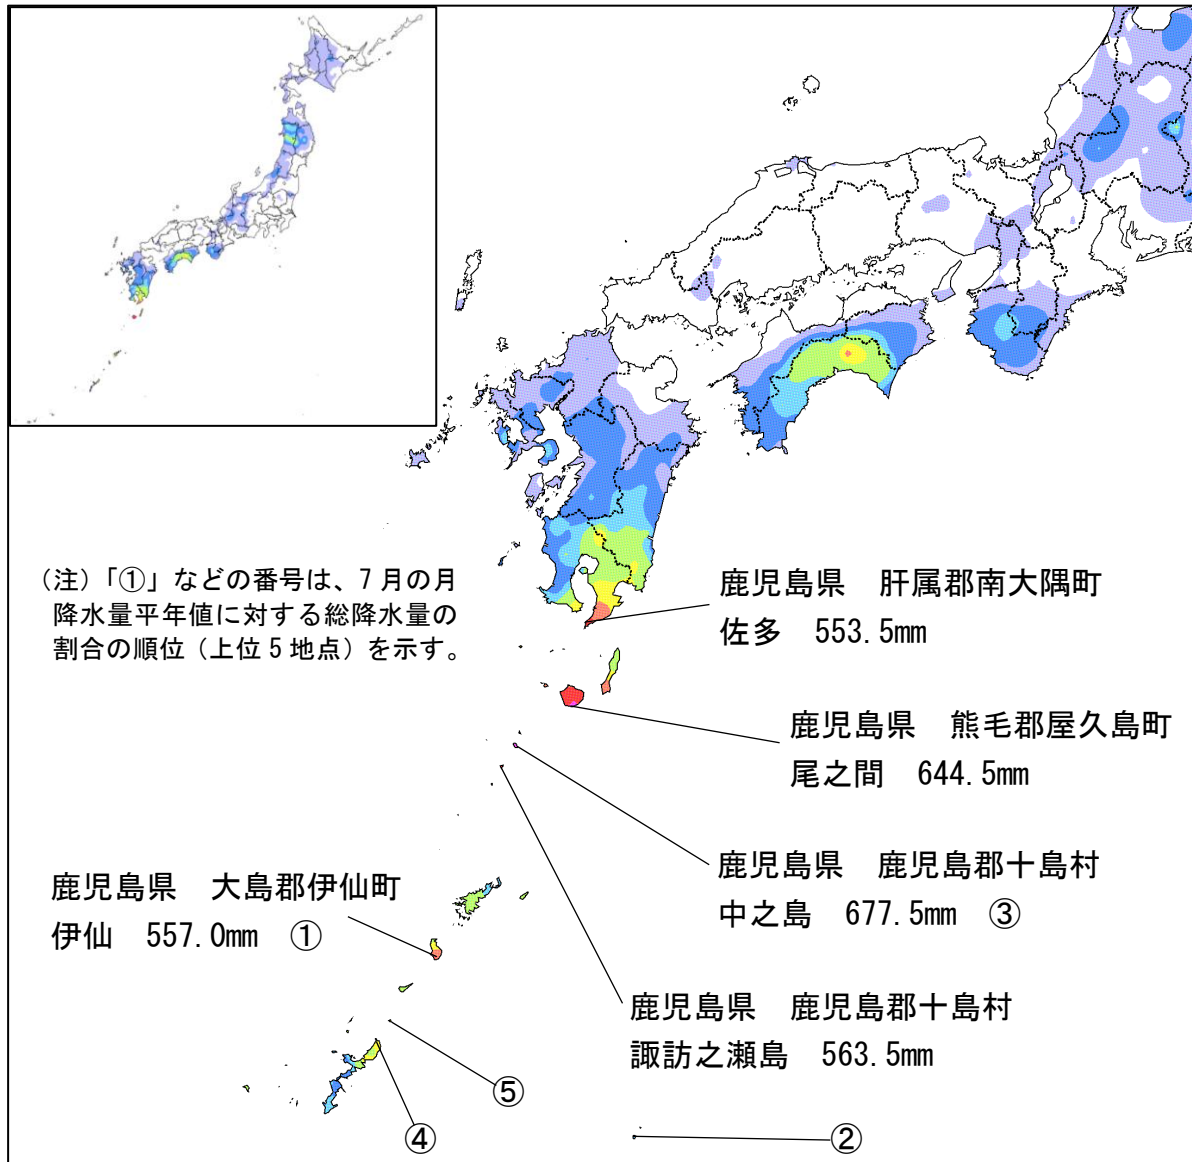 （注）「①」などの番号は、7月の月
降水量平年値に対する総降水量の
割合の順位（上位5地点）を示す。
鹿児島県　肝属郡南大隅町
佐多　553.5mm
鹿児島県　熊毛郡屋久島町
尾之間　644.5mm
鹿児島県　鹿児島郡十島村
中之島　677.5mm　③
鹿児島県　大島郡伊仙町
伊仙　557.0mm　①
鹿児島県　鹿児島郡十島村
諏訪之瀬島　563.5mm
⑤
④
②